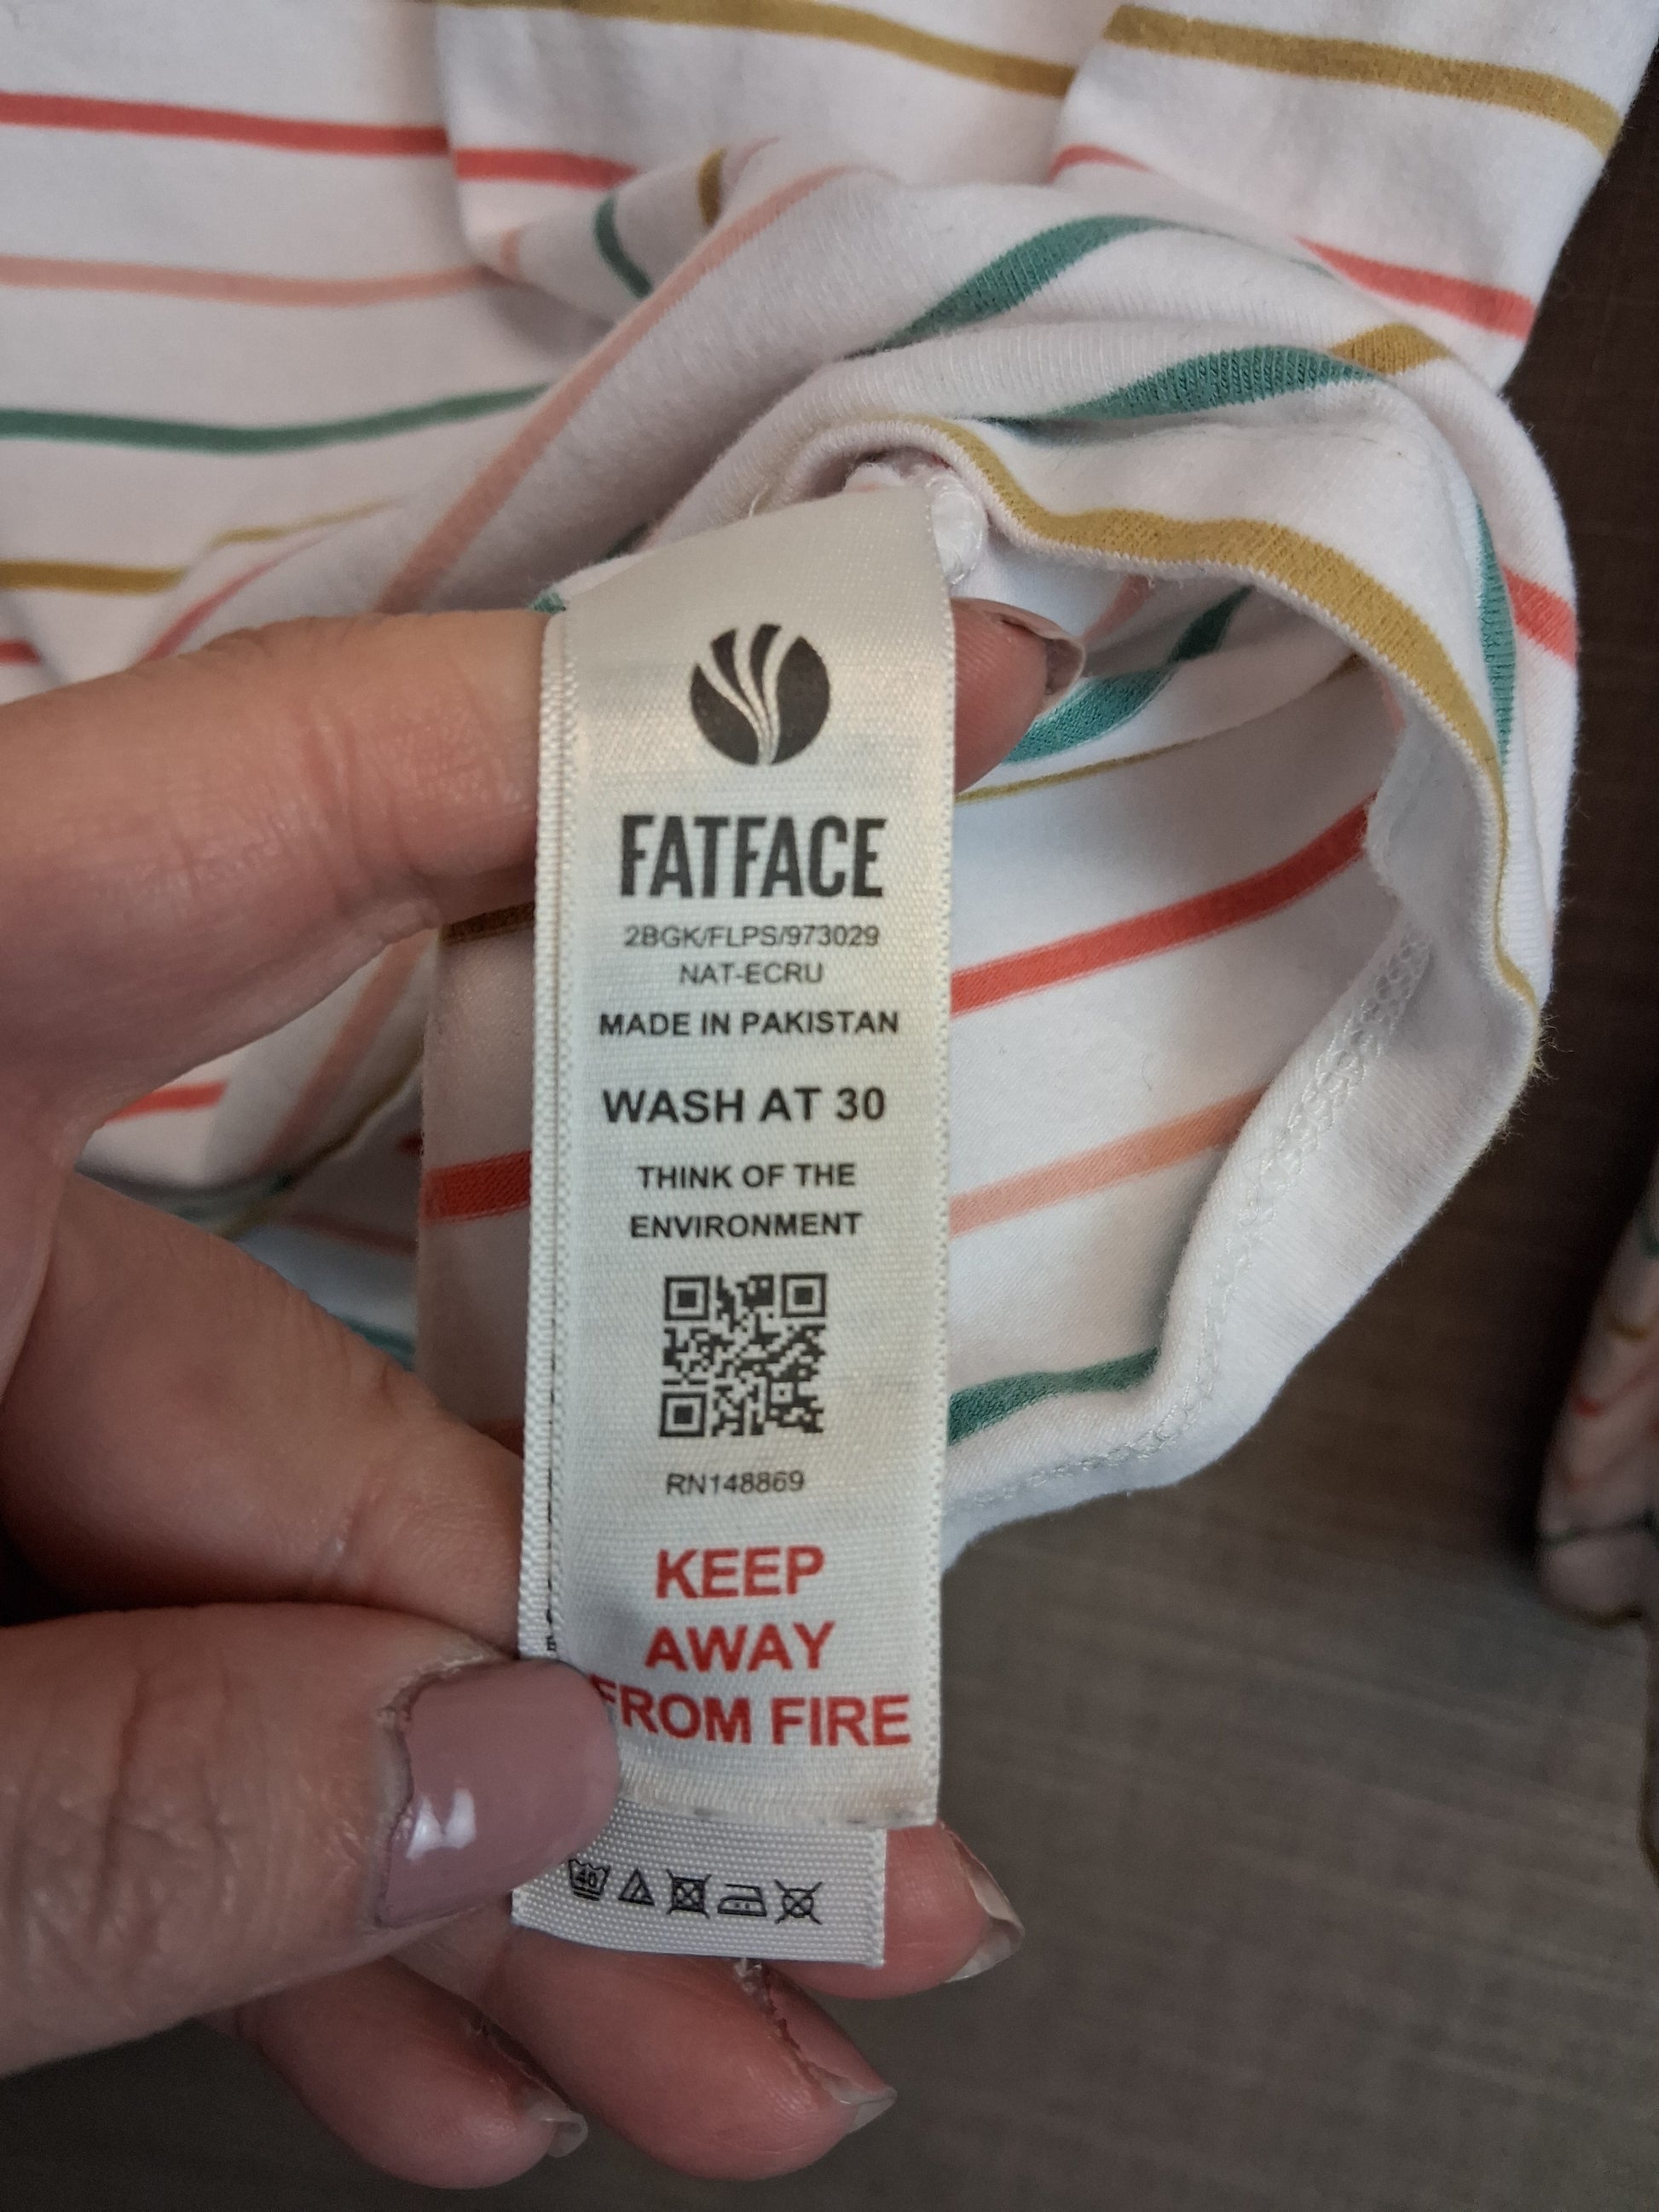 FATFACE
2BGK/FLPS/973029
NAT-ECRU
MADE IN PAKISTAN
WASH AT 30
THINK OF THE
ENVIRONMENT
RN148869
KEEP
AWAY
FROM FIRE
40